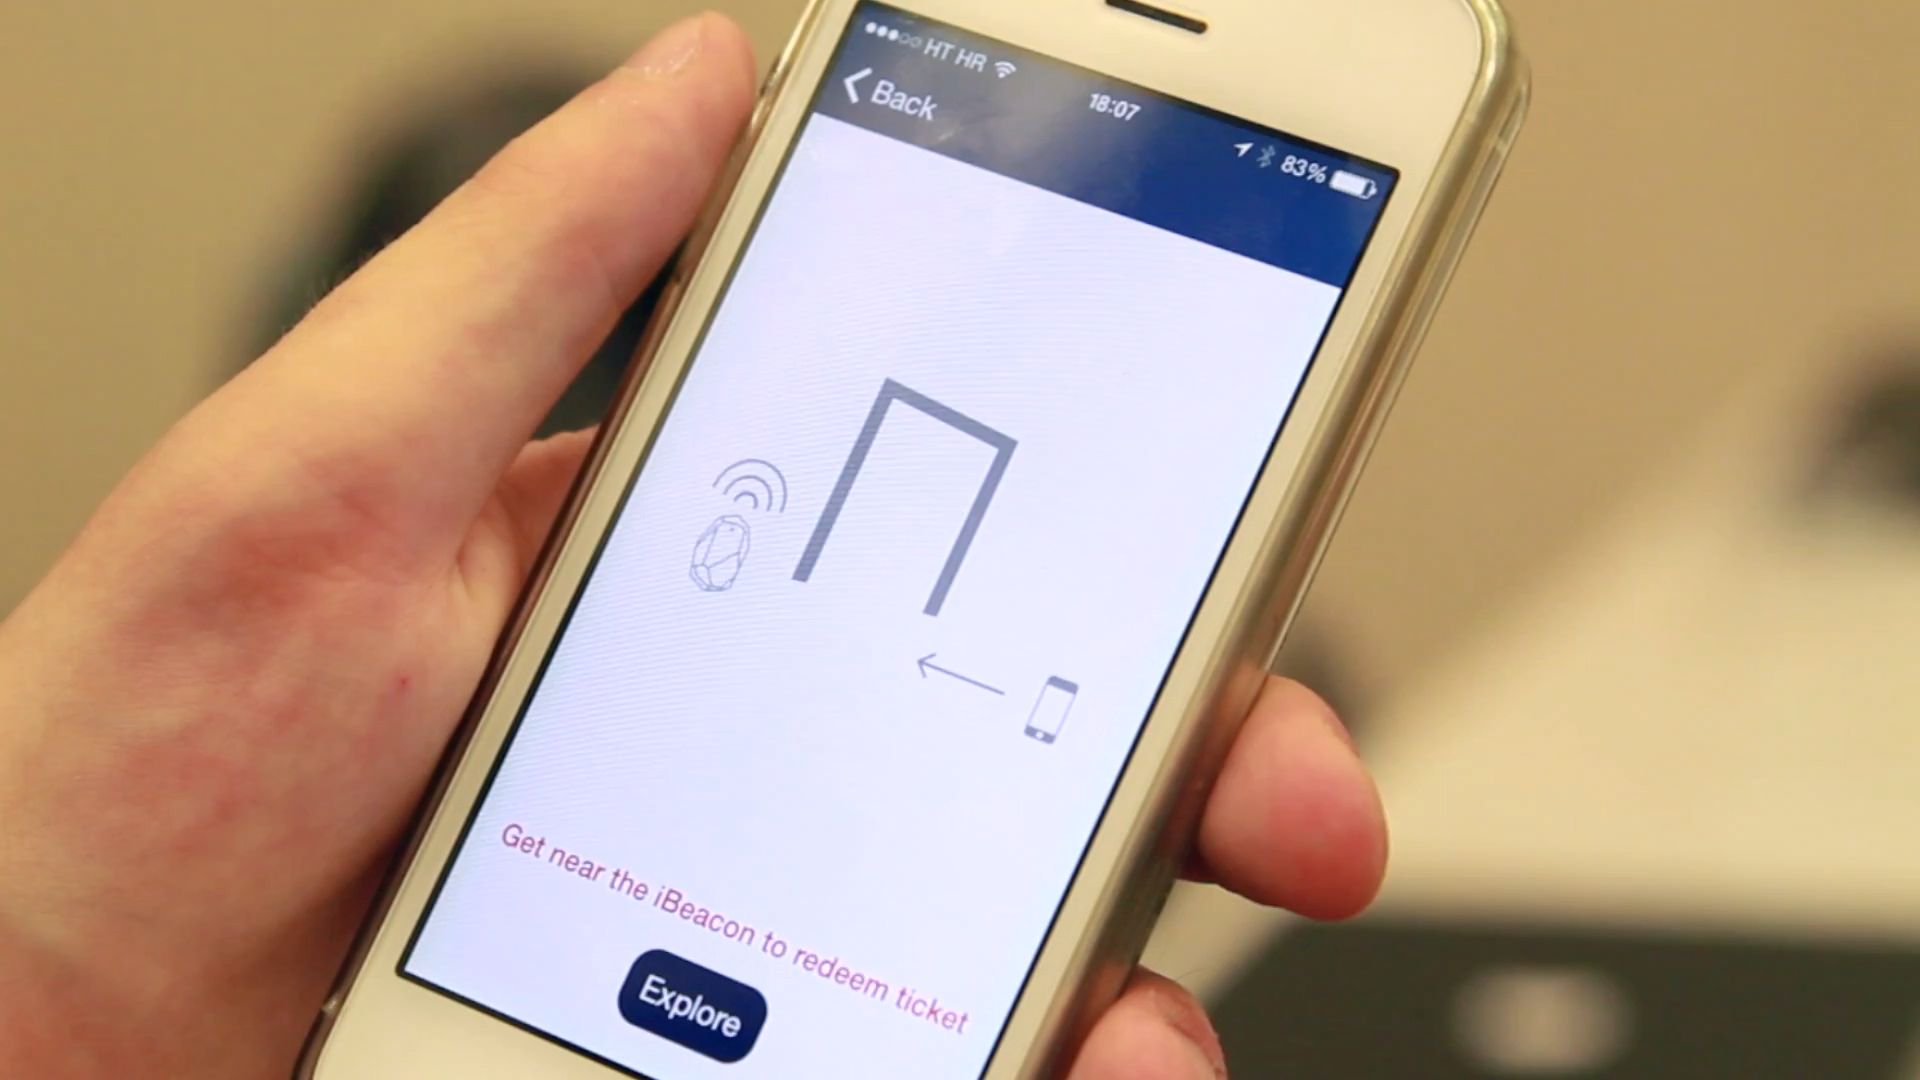 HT HR
18:07
83%
Back
Get near the iBeacon to redeem ticket
Explore